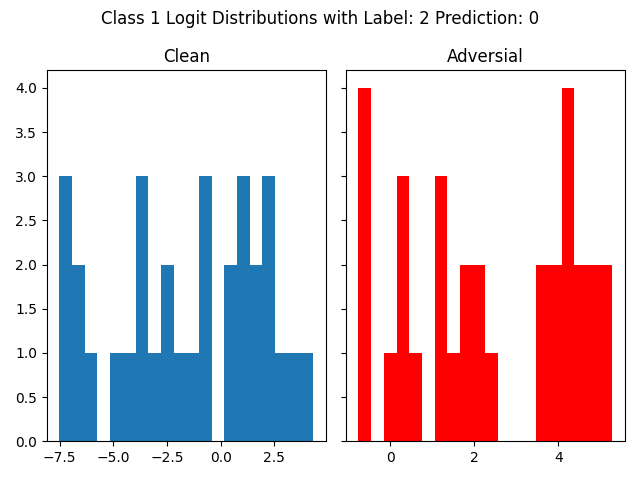 Class 1 Logit Distributions with Label: 2 Prediction: 0
Clean
Adversial
4.0
3.5
3.0
2.5
2.0
1.5
1.0
0.5
0.0
−7.5 −5.0 −2.5 0.0 2.5
0 2 4